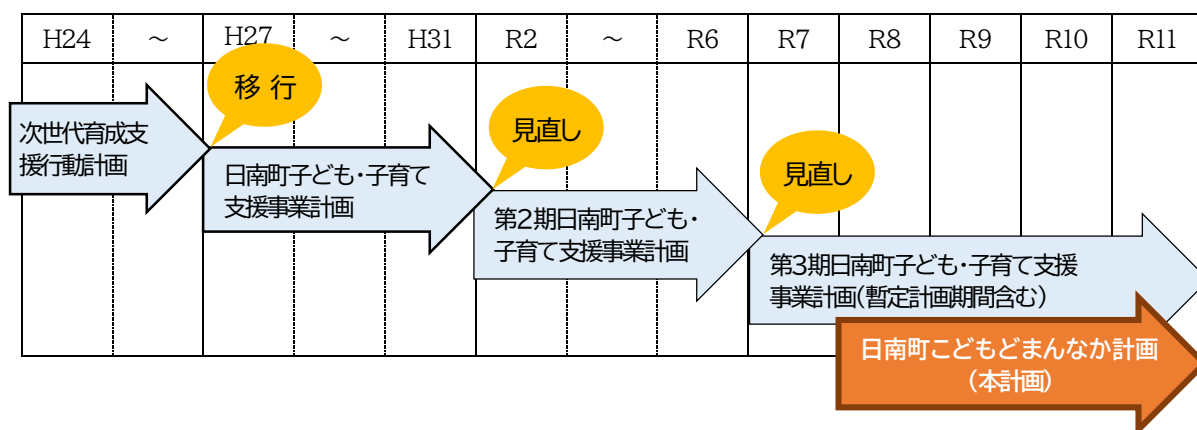 H24 ～ H27 ～ H31 R2 ～ R6 R7 R8 R9 R10 R11
移 行
次世代育成支
援行動計画
見直し
日南町子ども・子育て
支援事業計画
見直し
第2期日南町子ども・
子育て支援事業計画
第3期日南町子ども・子育て支援
事業計画(暫定計画期間含む)
日南町こどもどまんなか計画
(本計画)